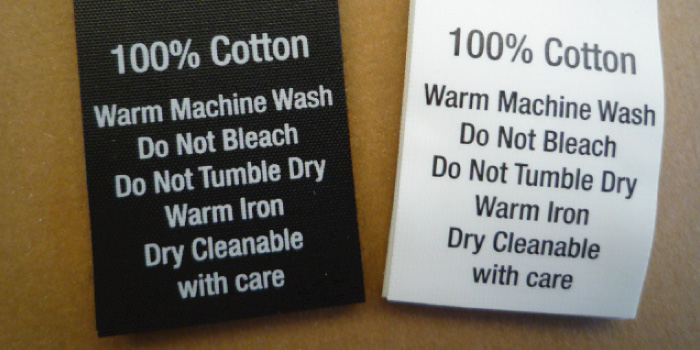 100% Cotton
Warm Machine Wash
Do Not Bleach
Do Not Tumble Dry
Warm Iron
Dry Cleanable
with care
100% Cotton
Warm Machine Wash
Do Not Bleach
Do Not Tumble Dry
Warm Iron
Dry Cleanable
with care